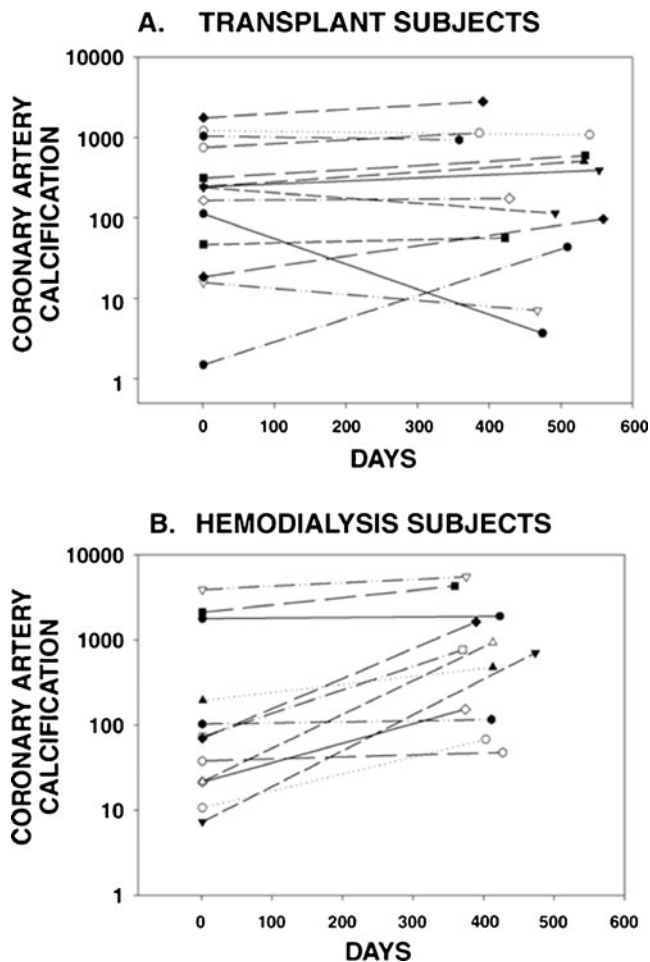 A. TRANSPLANT SUBJECTS
CORONARY ARTERY
CALCIFICATION
10000
1000
100
10
1
0 100 200 300 400 500 600
DAYS
B. HEMODIALYSIS SUBJECTS
CORONARY ARTERY
CALCIFICATION
10000
1000
100
10
1
0 100 200 300 400 500 600
DAYS